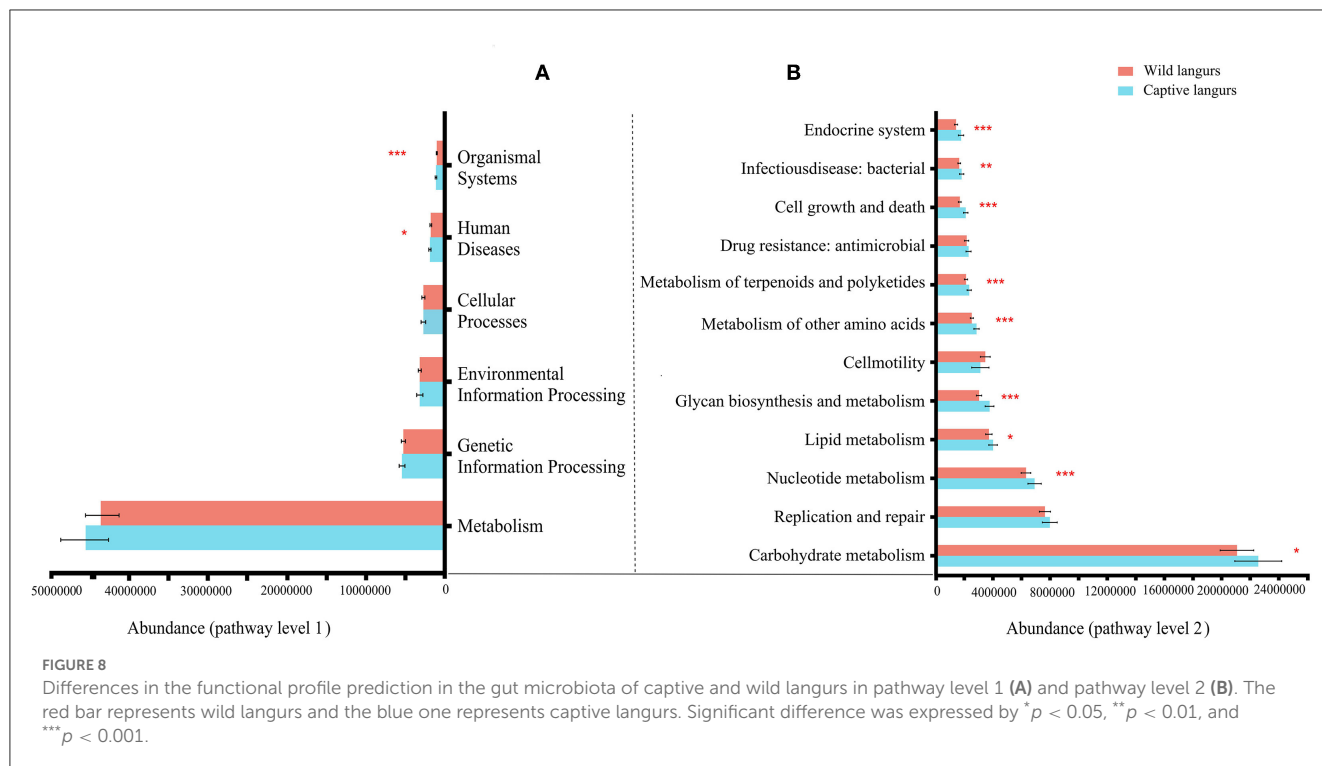 A
B
Wild langurs
Captive langurs
***
Organismal
Systems
*
Human
Diseases
Cellular
Processes
Environmental
Information Processing
Genetic
Information Processing
Metabolism
50000000 30000000 20000000 10000000 0
Abundance (pathway level 1)
Endocrine system ***
Infectiousdisease: bacterial **
Cell growth and death ***
Drug resistance: antimicrobial
Metabolism of terpenoids and polyketides ***
Metabolism of other amino acids ***
Cellmotility
Glycan biosynthesis and metabolism ***
Lipid metabolism *
Nucleotide metabolism ***
Replication and repair
Carbohydrate metabolism *
0 4000000 8000000 12000000 16000000 20000000 24000000
Abundance (pathway level 2)
FIGURE 8
Differences in the functional profile prediction in the gut microbiota of captive and wild langurs in pathway level 1 (A) and pathway level 2 (B). The
red bar represents wild langurs and the blue one represents captive langurs. Significant difference was expressed by *p < 0.05, **p < 0.01, and
***p < 0.001.